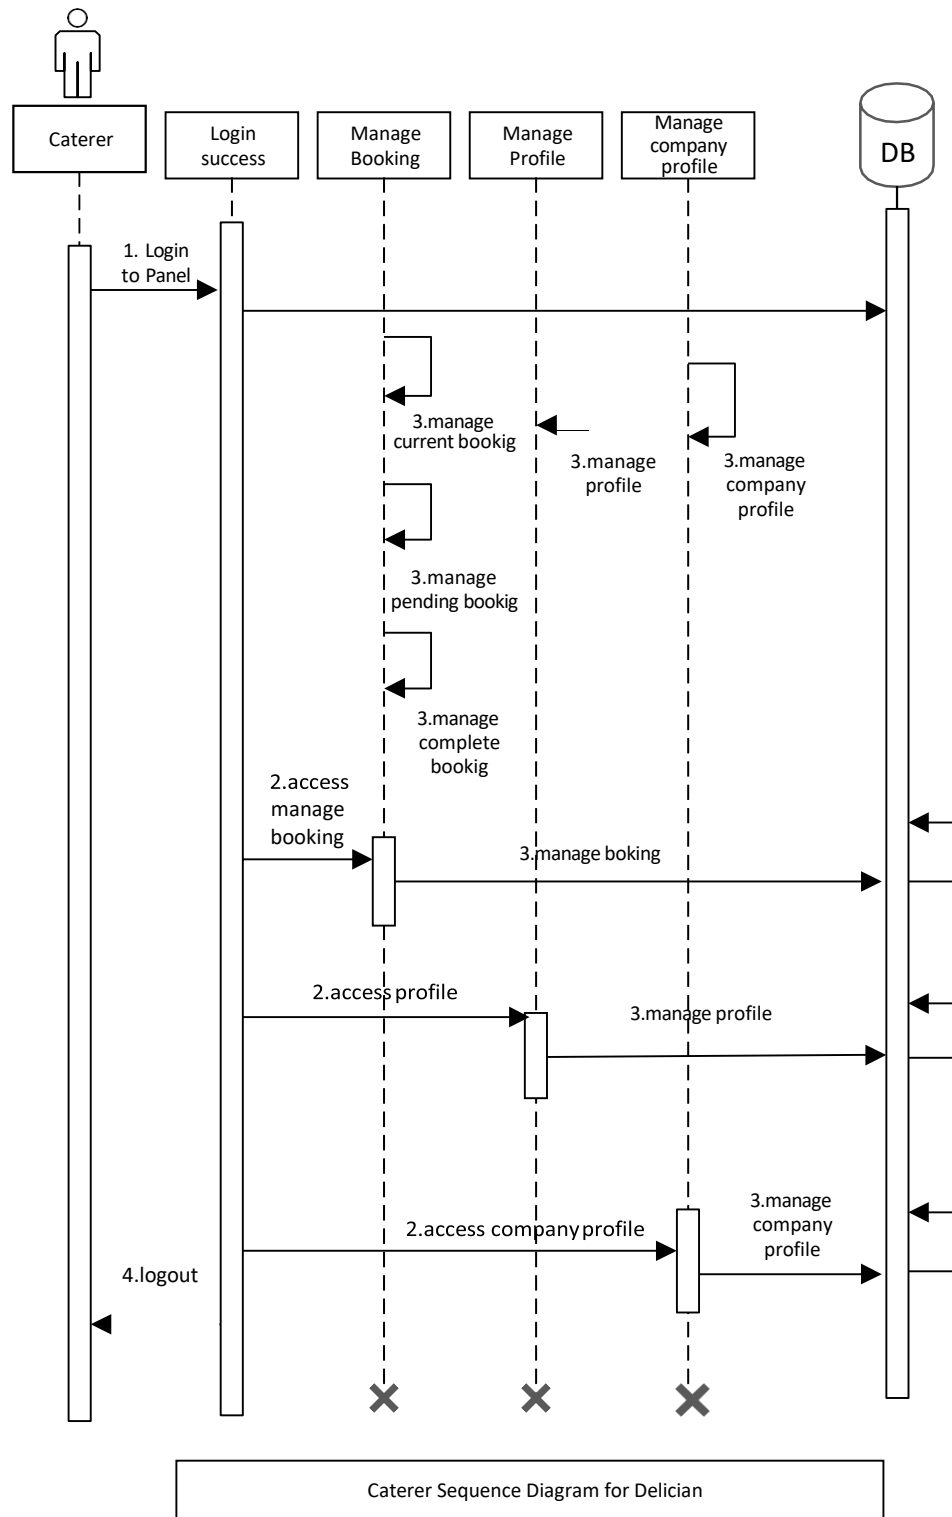 Caterer
Login
success
Manage
Booking
Manage
Profile
Manage
company
profile
DB
1. Login
to Panel
3.manage
current bookig
3.manage
profile
3.manage
company
profile
3.manage
pending bookig
3.manage
complete
bookig
2.access
manage
booking
3.manage boking
2.access profile
3.manage profile
3.manage
company
profile
2.access company profile
4.logout
Caterer Sequence Diagram for Delician